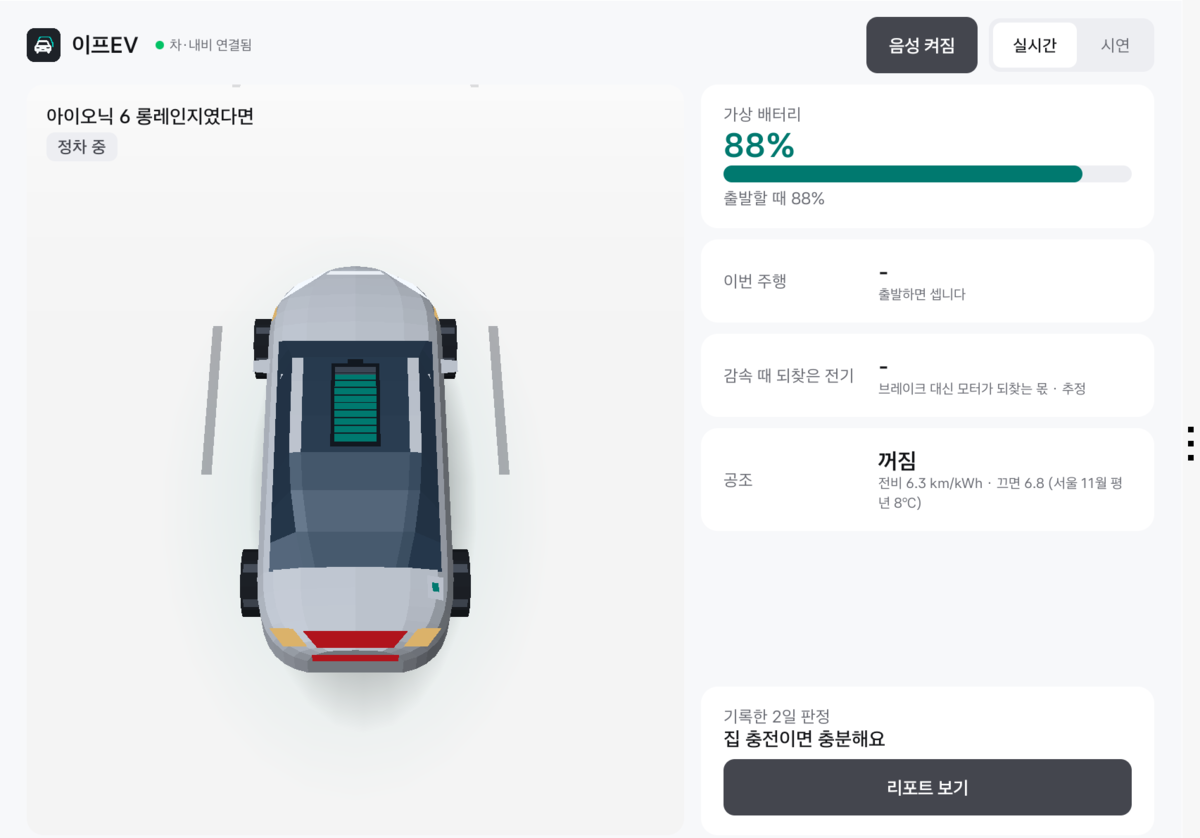 이프EV
차·내비 연결됨
음성 켜짐
실시간
시연
아이오닉 6 롱레인지였다면
정차 중
가상 배터리
88%
출발할 때 88%
이번 주행
-
출발하면 셉니다
감속 때 되찾은 전기
-
브레이크 대신 모터가 되찾는 몫 · 추정
공조
꺼짐
전비 6.3 km/kWh · 끄면 6.8 (서울 11월 평
년 8°C)
기록한 2일 판정
집 충전이면 충분해요
리포트 보기